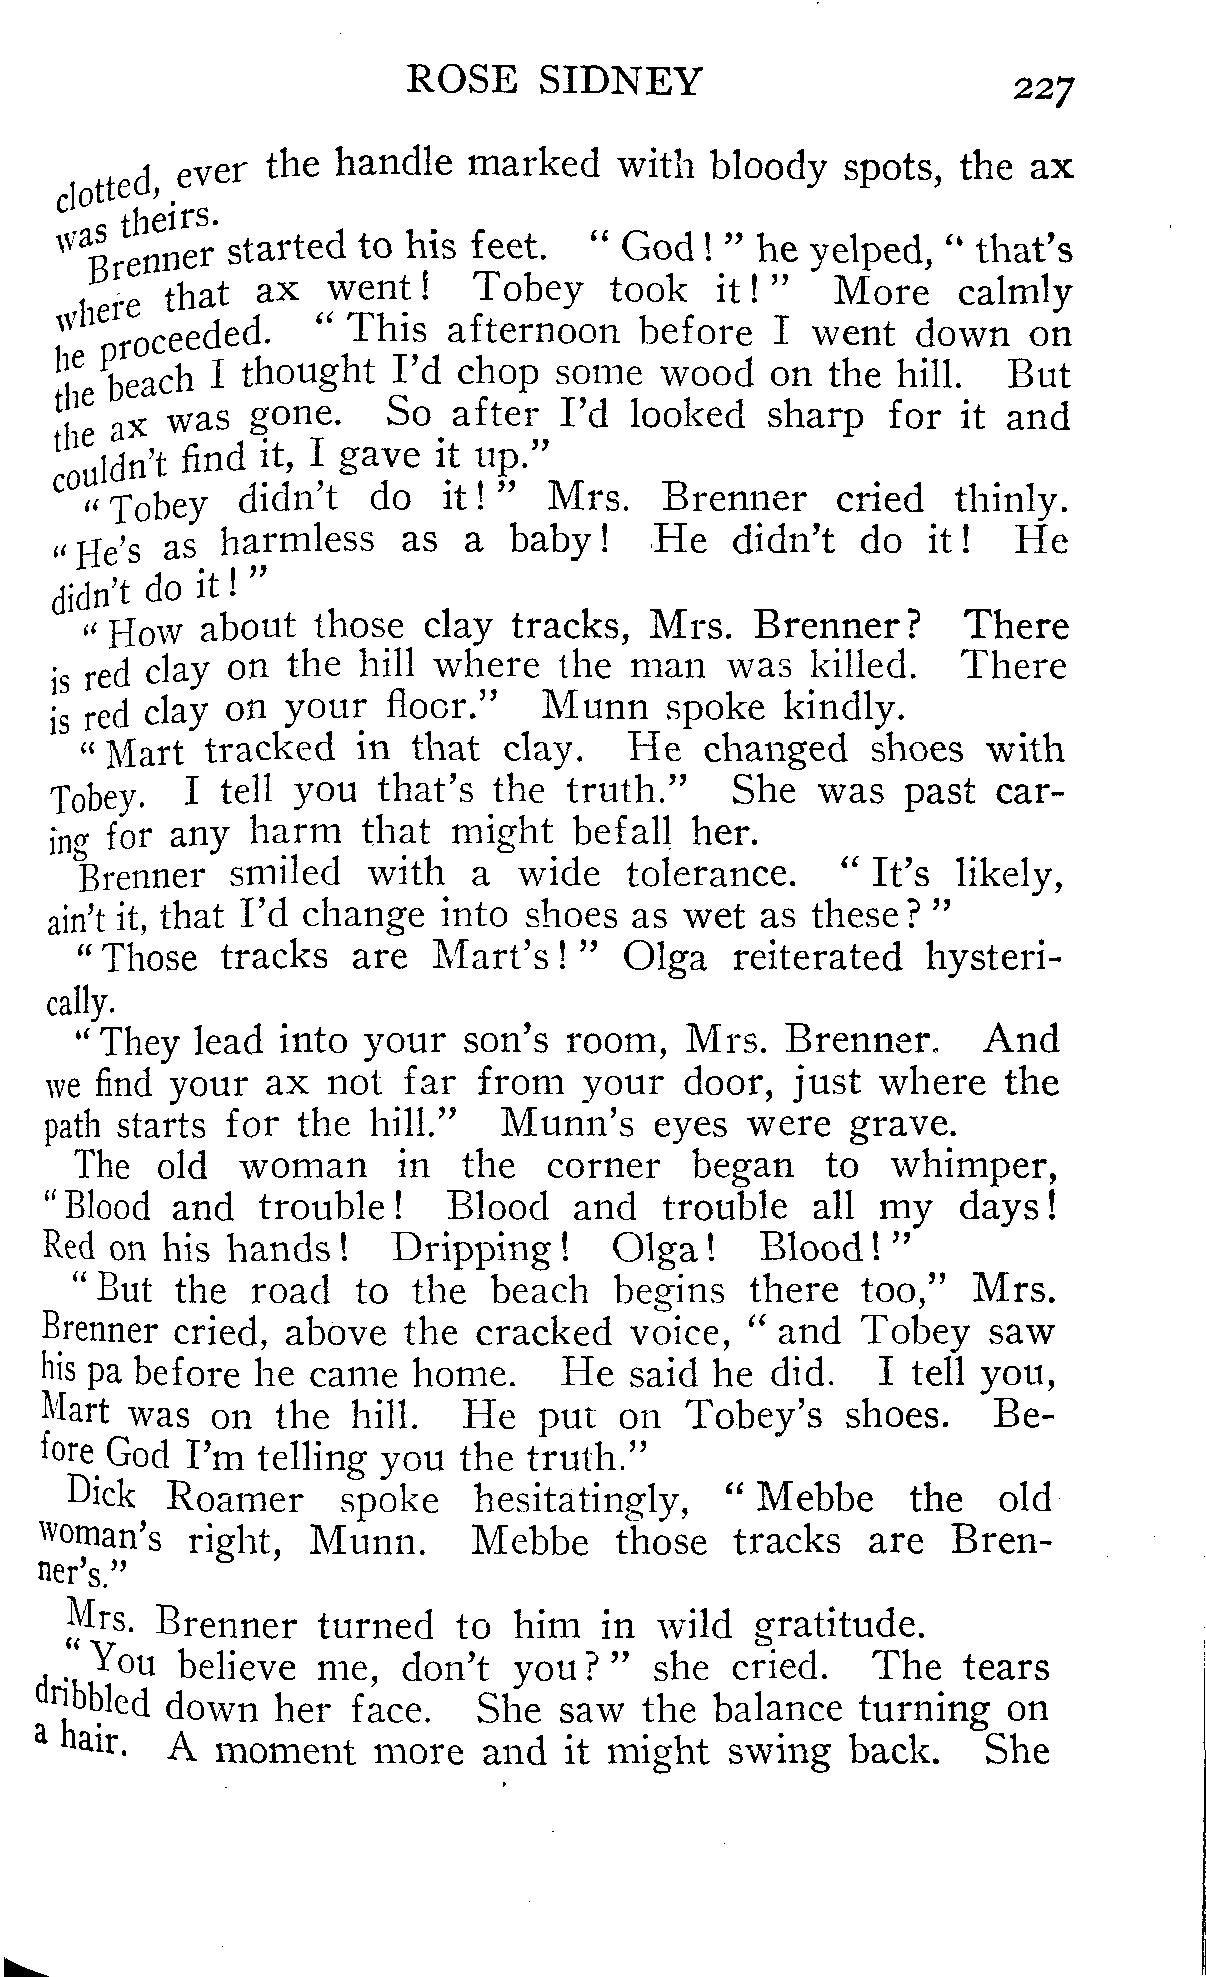 ROSE SIDNEY 227
clotted, ever the handle marked with bloody spots, the ax
was theirs.
Brenner started to his feet. “ God ! ” he yelped, “ that’s
where that ax went ! Tobey took it ! ” More calmly
he proceeded. “ This afternoon before I went down on
the beach I thought I’d chop some wood on the hill. But
the ax was gone. So after I’d looked sharp for it and
couldn’t find it, I gave it up.”
“ Tobey didn’t do it ! ” Mrs. Brenner cried thinly.
“ He’s as harmless as a baby ! He didn’t do it ! He
didn’t do it ! ”
“ How about those clay tracks, Mrs. Brenner ? There
is red clay on the hill where the man was killed. There
is red clay on your floor.” Munn spoke kindly.
“ Mart tracked in that clay. He changed shoes with
Tobey. I tell you that’s the truth.” She was past car-
ing for any harm that might befall her.
Brenner smiled with a wide tolerance. “ It’s likely,
ain’t it, that I’d change into shoes as wet as these ? ”
“ Those tracks are Mart’s ! ” Olga reiterated hysteri-
cally.
“ They lead into your son’s room, Mrs. Brenner. And
we find your ax not far from your door, just where the
path starts for the hill.” Munn’s eyes were grave.
The old woman in the corner began to whimper,
“ Blood and trouble ! Blood and trouble all my days !
Red on his hands ! Dripping ! Olga ! Blood ! ”
“ But the road to the beach begins there too,” Mrs.
Brenner cried, above the cracked voice, “ and Tobey saw
his pa before he came home. He said he did. I tell you,
Mart was on the hill. He put on Tobey’s shoes. Be-
fore God I’m telling you the truth.”
Dick Roamer spoke hesitatingly, “ Mebbe the old
woman’s right, Munn. Mebbe those tracks are Bren-
ner’s.”
Mrs. Brenner turned to him in wild gratitude.
“ You believe me, don’t you ? ” she cried. The tears
dribbled down her face. She saw the balance turning on
a hair. A moment more and it might swing back. She